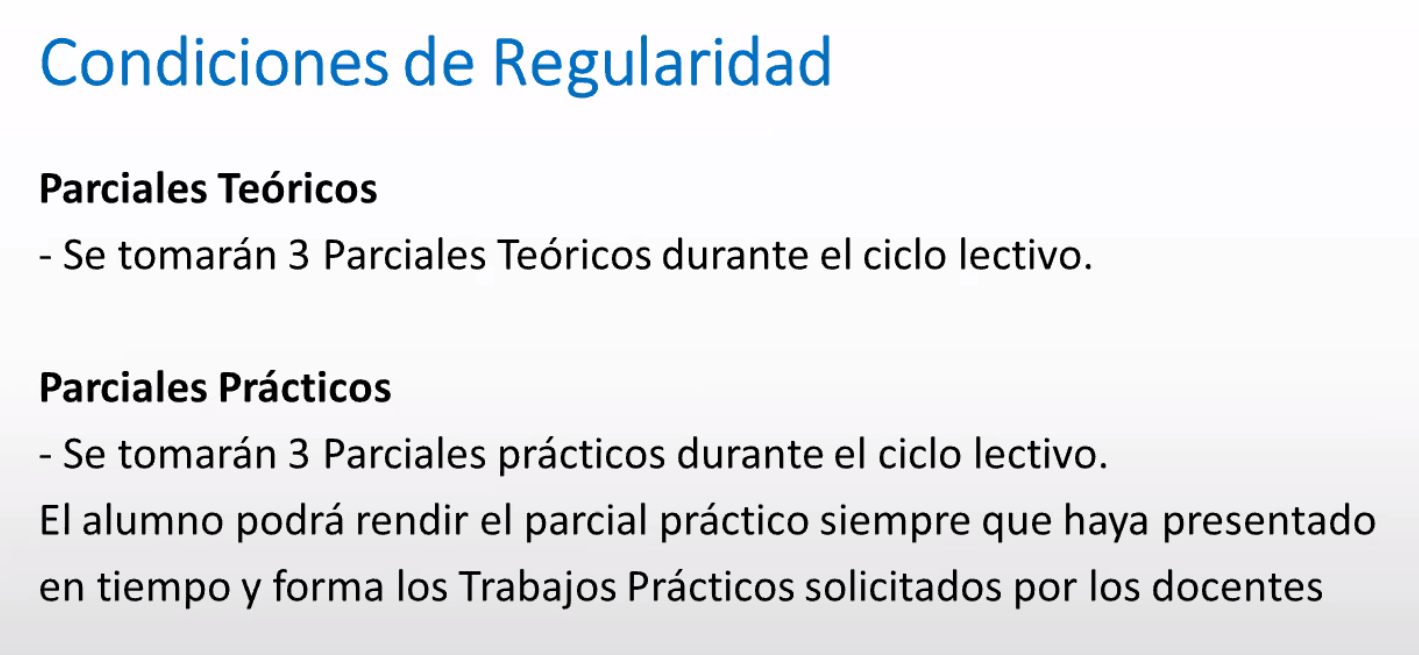 Condiciones de Regularidad
Parciales Teóricos
- Se tomarán 3 Parciales Teóricos durante el ciclo lectivo.
Parciales Prácticos
- Se tomarán 3 Parciales prácticos durante el ciclo lectivo.
El alumno podrá rendir el parcial práctico siempre que haya presentado
en tiempo y forma los Trabajos Prácticos solicitados por los docentes